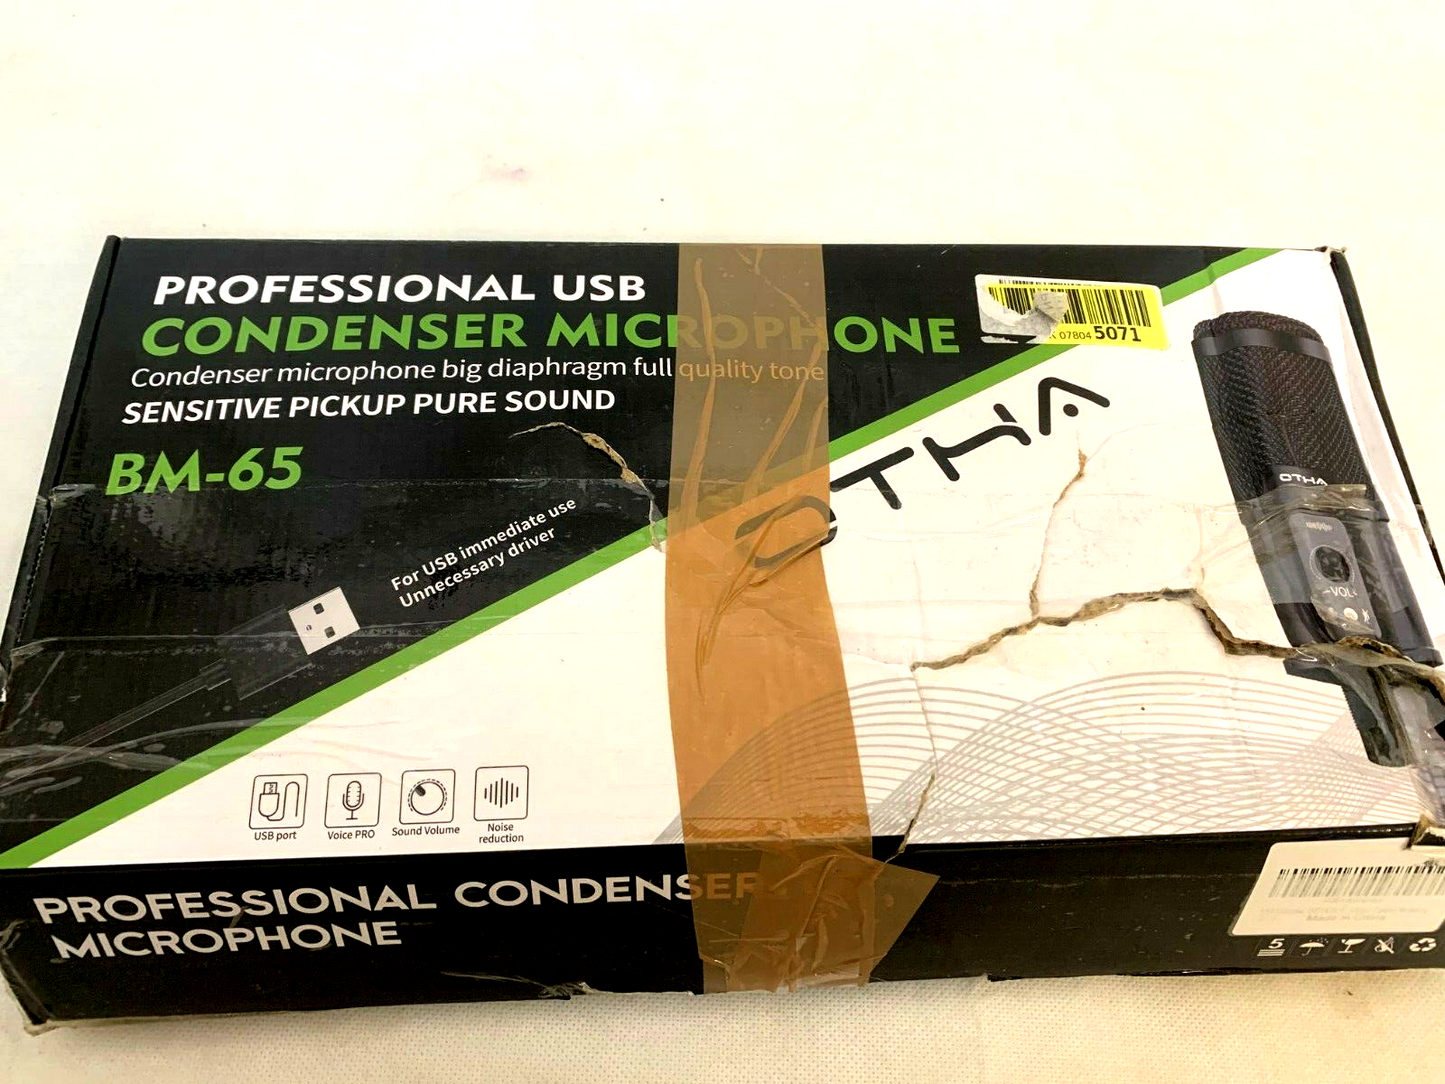 PROFESSIONAL USB
CONDENSER MICROPHONE
Condenser microphone big diaphragm full quality tone
SENSITIVE PICKUP PURE SOUND
BM-65
For USB immediate use
Unnecessary driver
07804 5071
OTHA
OTHA
VOL
USB port
Voice PRO
Sound Volume
Noise
reduction
PROFESSIONAL CONDENSER
MICROPHONE
Made in China
5